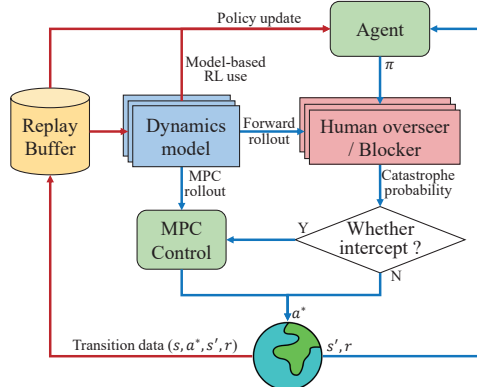 Policy update
Agent
Model-based
RL use
π
Replay
Buffer
Dynamics
model
Forward
rollout
Human overseer
/ Blocker
MPC
rollout
Catastrophe
probability
MPC
Control
Y
Whether
intercept ?
N
a*
Transition data (s, a*, s′, r)
s′, r